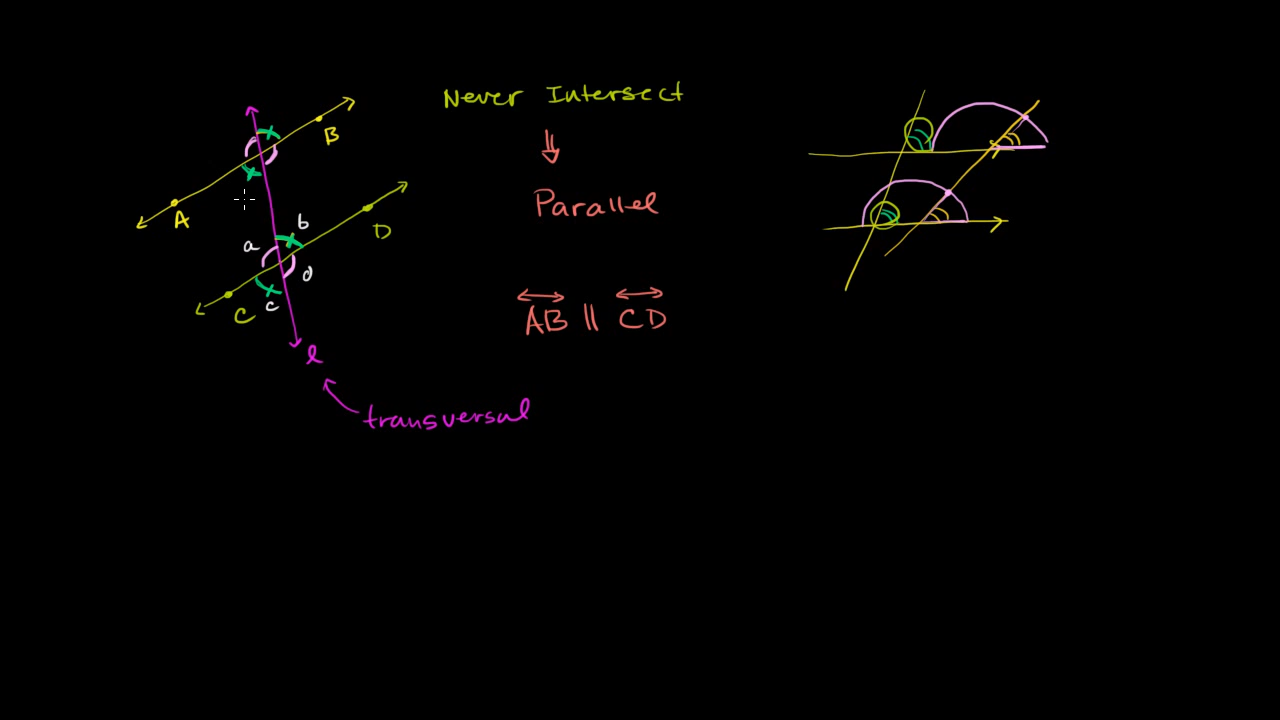 Never Intersect
⇓
Parallel
B
A
b
D
a
d
C
c
AB || CD
l
transversal